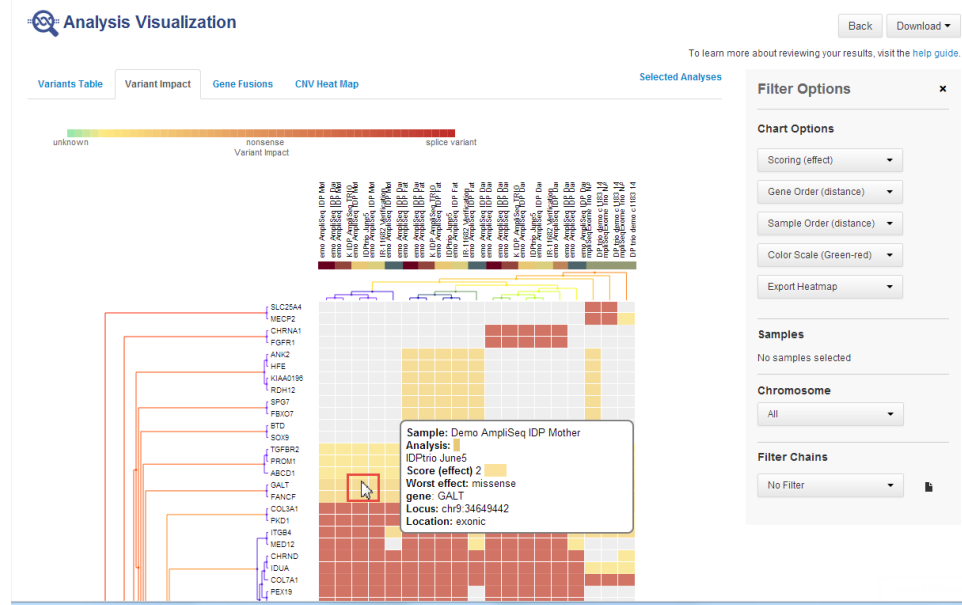 Analysis Visualization
Back
Download
To learn more about reviewing your results, visit the help guide.
Variants Table
Variant Impact
Gene Fusions
CNV Heat Map
Selected Analyses
Filter Options
Chart Options
Scoring (effect)
Gene Order (distance)
Sample Order (distance)
Color Scale (Green-red)
Export Heatmap
Samples
No samples selected
Chromosome
All
Filter Chains
No Filter
unknown
nonsense
splice variant
Variant Impact
SLC25A4
MECP2
CHRNA1
FGFR1
ANK2
HFE
KIAA0196
RDH12
SPG7
FBXO7
BTD
SOX9
TGFBR2
PROM1
ABCD1
GALT
FANCF
COL3A1
PKD1
ITGB4
MED12
CHRND
IDUA
COL7A1
PEX19
Sample: Demo AmpliSeq IDP Mother
Analysis:
IDPtrio June5
Score (effect) 2
Worst effect: missense
gene: GALT
Locus: chr9:34649442
Location: exonic